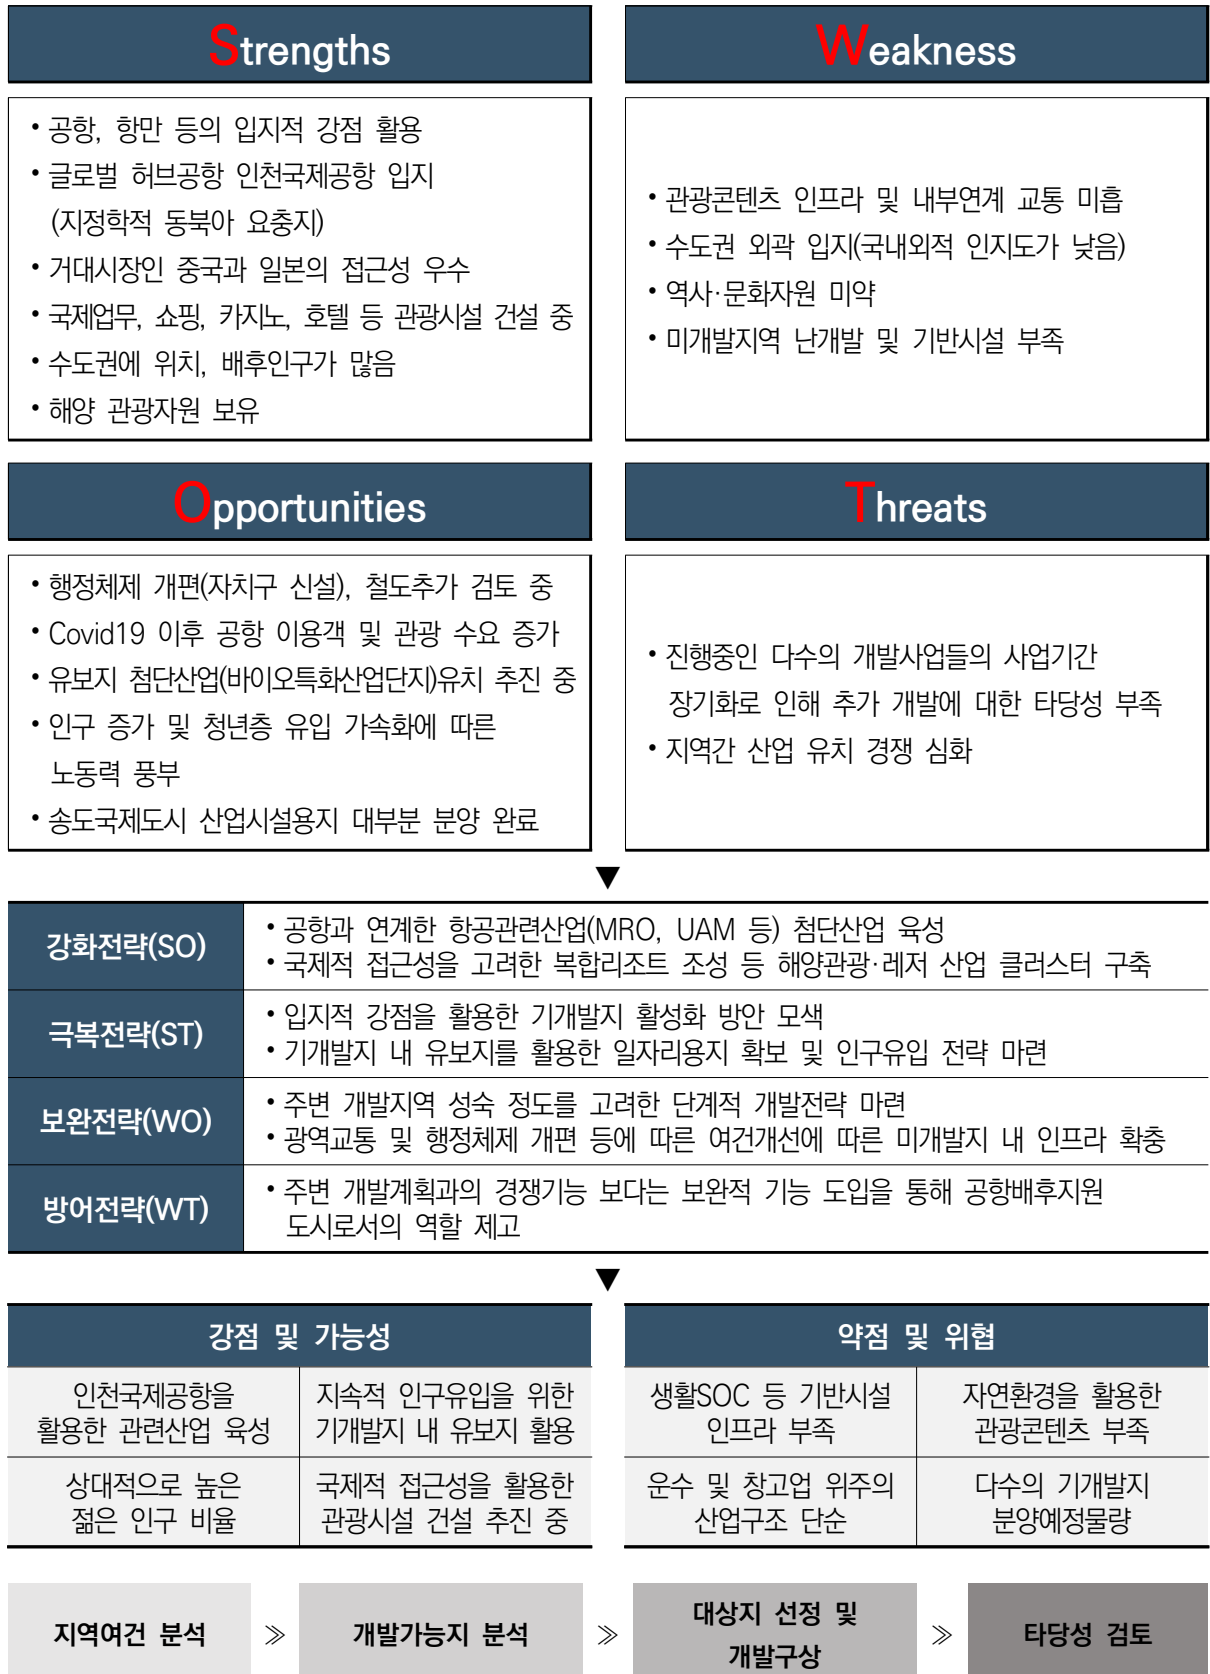 Strengths
• 공항, 항만 등의 입지적 강점 활용
• 글로벌 허브공항 인천국제공항 입지
(지정학적 동북아 요충지)
• 거대시장인 중국과 일본의 접근성 우수
• 국제업무, 쇼핑, 카지노, 호텔 등 관광시설 건설 중
• 수도권에 위치, 배후인구가 많음
• 해양 관광자원 보유
Weakness
• 관광콘텐츠 인프라 및 내부연계 교통 미흡
• 수도권 외곽 입지(국내외적 인지도가 낮음)
• 역사·문화자원 미약
• 미개발지역 난개발 및 기반시설 부족
Opportunities
• 행정체제 개편(자치구 신설), 철도추가 검토 중
• Covid19 이후 공항 이용객 및 관광 수요 증가
• 유보지 첨단산업(바이오특화산업단지)유치 추진 중
• 인구 증가 및 청년층 유입 가속화에 따른
노동력 풍부
• 송도국제도시 산업시설용지 대부분 분양 완료
Threats
• 진행중인 다수의 개발사업들의 사업기간
장기화로 인해 추가 개발에 대한 타당성 부족
• 지역간 산업 유치 경쟁 심화
▼
강화전략(SO)
• 공항과 연계한 항공관련산업(MRO, UAM 등) 첨단산업 육성
• 국제적 접근성을 고려한 복합리조트 조성 등 해양관광·레저 산업 클러스터 구축
극복전략(ST)
• 입지적 강점을 활용한 기개발지 활성화 방안 모색
• 기개발지 내 유보지를 활용한 일자리용지 확보 및 인구유입 전략 마련
보완전략(WO)
• 주변 개발지역 성숙 정도를 고려한 단계적 개발전략 마련
• 광역교통 및 행정체제 개편 등에 따른 여건개선에 따른 미개발지 내 인프라 확충
방어전략(WT)
• 주변 개발계획과의 경쟁기능 보다는 보완적 기능 도입을 통해 공항배후지원
도시로서의 역할 제고
▼
강점 및 가능성
인천국제공항을
활용한 관련산업 육성
지속적 인구유입을 위한
기개발지 내 유보지 활용
상대적으로 높은
젊은 인구 비율
국제적 접근성을 활용한
관광시설 건설 추진 중
약점 및 위협
생활SOC 등 기반시설
인프라 부족
자연환경을 활용한
관광콘텐츠 부족
운수 및 창고업 위주의
산업구조 단순
다수의 기개발지
분양예정물량
지역여건 분석
≫
개발가능지 분석
≫
대상지 선정 및
개발구상
≫
타당성 검토